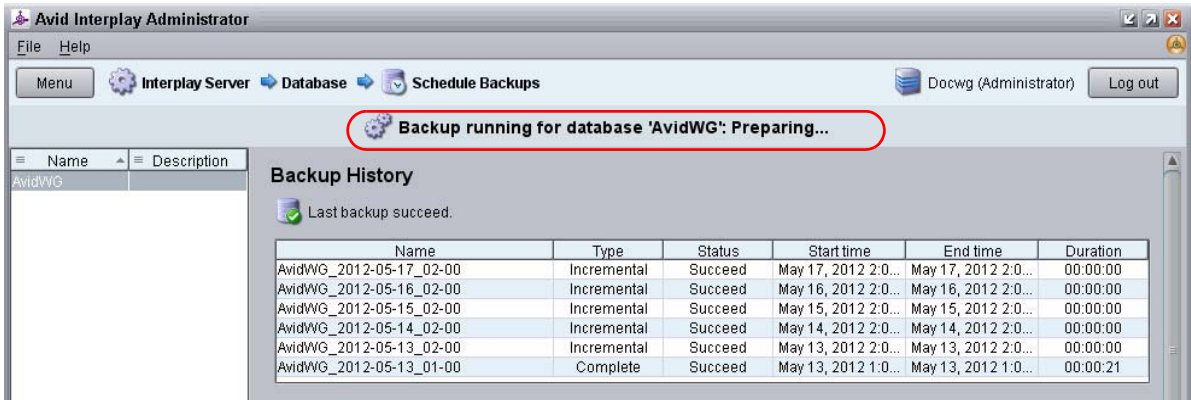 Avid Interplay Administrator
File Help
Menu Interplay Server Database Schedule Backups Docwg (Administrator) Log out
Backup running for database 'AvidWG': Preparing...
Name Description
AvidWG
Backup History
Last backup succeed.
Name Type Status Start time End time Duration
AvidWG_2012-05-17_02-00 Incremental Succeed May 17, 2012 2:0... May 17, 2012 2:0... 00:00:00
AvidWG_2012-05-16_02-00 Incremental Succeed May 16, 2012 2:0... May 16, 2012 2:0... 00:00:00
AvidWG_2012-05-15_02-00 Incremental Succeed May 15, 2012 2:0... May 15, 2012 2:0... 00:00:00
AvidWG_2012-05-14_02-00 Incremental Succeed May 14, 2012 2:0... May 14, 2012 2:0... 00:00:00
AvidWG_2012-05-13_02-00 Incremental Succeed May 13, 2012 2:0... May 13, 2012 2:0... 00:00:00
AvidWG_2012-05-13_01-00 Complete Succeed May 13, 2012 1:0... May 13, 2012 1:0... 00:00:21